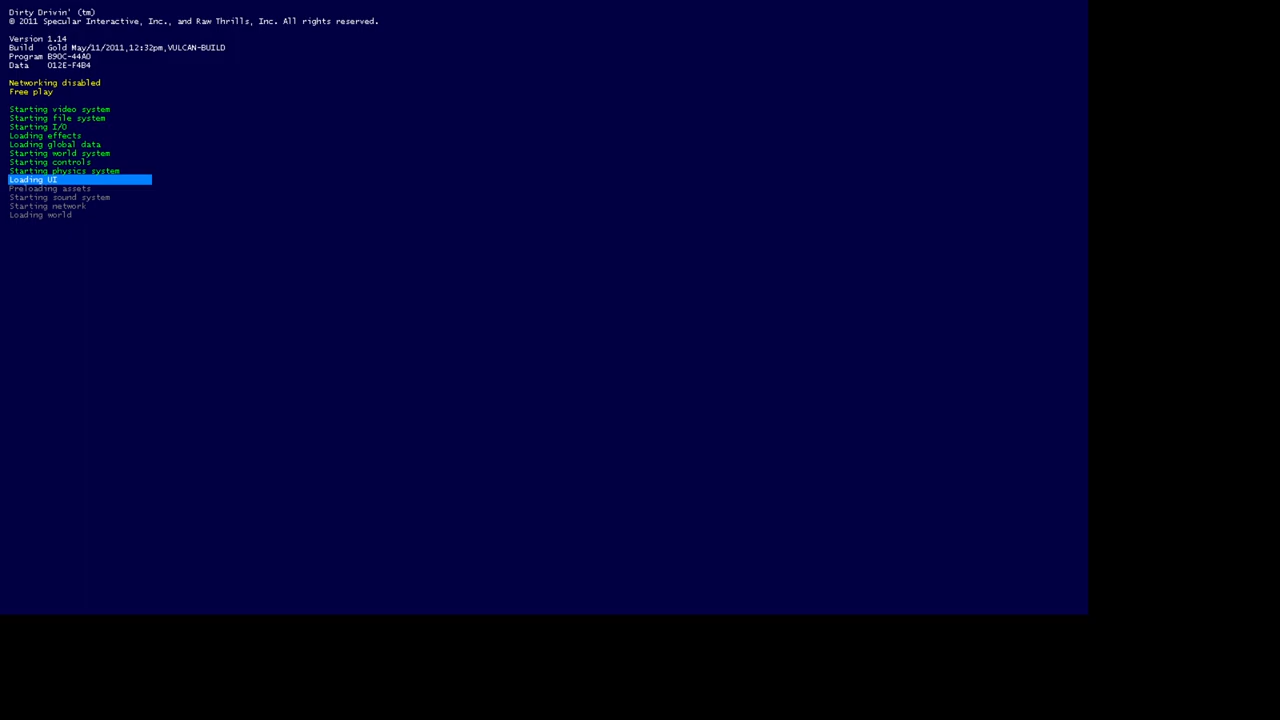 Dirty Drivin' (tm)
© 2011 Specular Interactive, Inc., and Raw Thrills, Inc. All rights reserved.
Version 1.14
Build Gold May/11/2011,12:32pm,VULCAN-BUILD
Program B90C-44A0
Data 012E-F4B4
Networking disabled
Free play
Starting video system
Starting file system
Starting I/O
Loading effects
Loading global data
Starting world system
Starting controls
Starting physics system
Loading UI
Preloading assets
Starting sound system
Starting network
Loading world